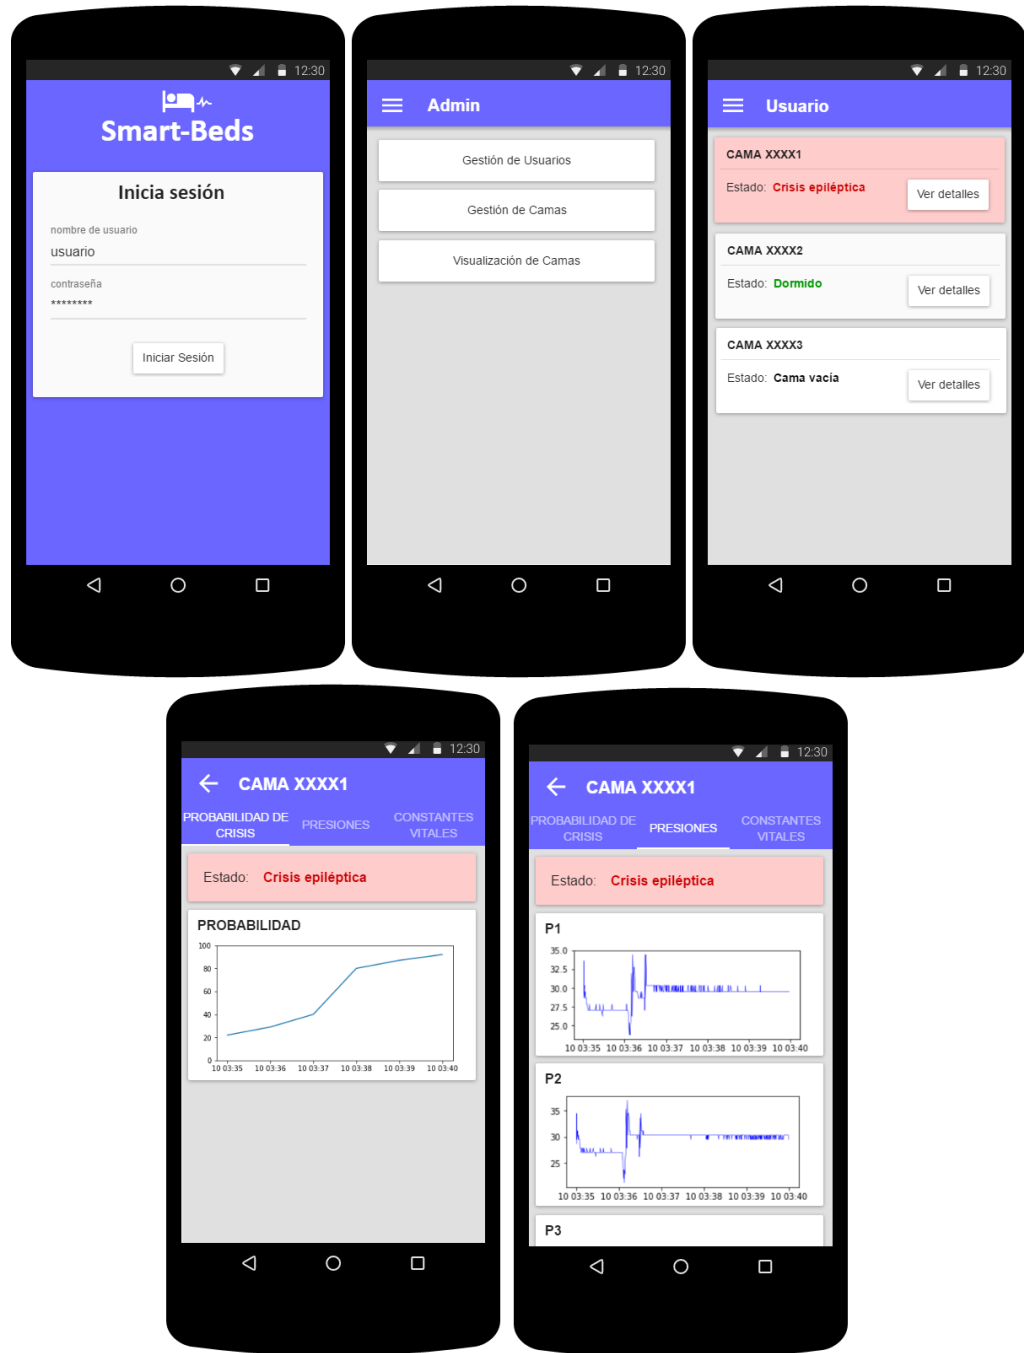 12:30
Smart-Beds
Inicia sesión
nombre de usuario
usuario
contraseña
********
Iniciar Sesión
12:30
Admin
Gestión de Usuarios
Gestión de Camas
Visualización de Camas
12:30
Usuario
CAMA XXXX1
Estado: Crisis epiléptica
Ver detalles
CAMA XXXX2
Estado: Dormido
Ver detalles
CAMA XXXX3
Estado: Cama vacía
Ver detalles
12:30
CAMA XXXX1
PROBABILIDAD DE
CRISIS
PRESIONES
CONSTANTES
VITALES
Estado: Crisis epiléptica
PROBABILIDAD
100
80
60
40
20
0
10 03:35 10 03:36 10 03:37 10 03:38 10 03:39 10 03:40
12:30
CAMA XXXX1
PROBABILIDAD DE
CRISIS
PRESIONES
CONSTANTES
VITALES
Estado: Crisis epiléptica
P1
35.0
32.5
30.0
27.5
25.0
10 03:35 10 03:36 10 03:37 10 03:38 10 03:39 10 03:40
P2
35
30
25
10 03:35 10 03:36 10 03:37 10 03:38 10 03:39 10 03:40
P3